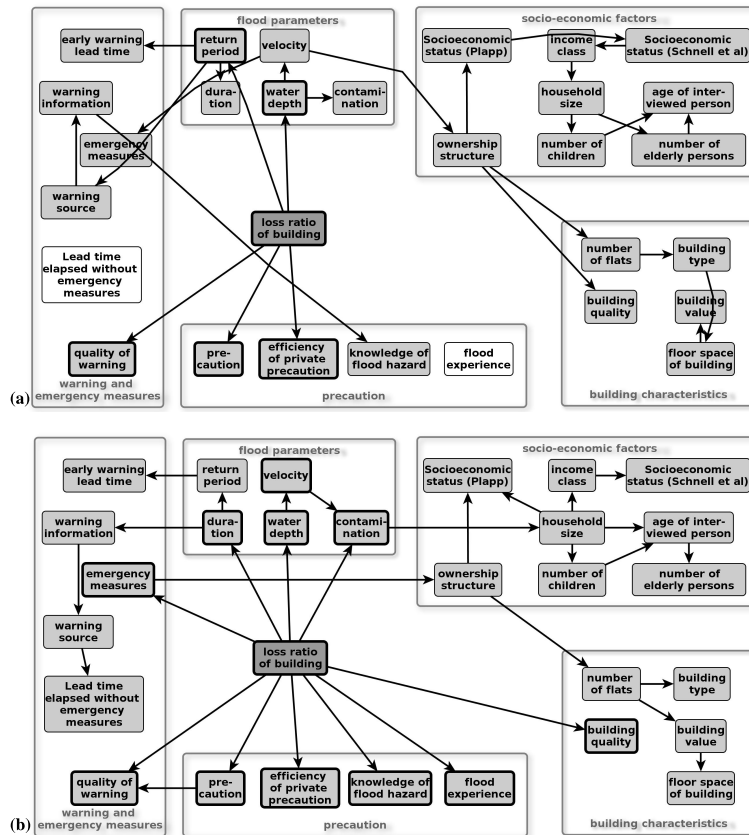 flood parameters
socio-economic factors
early warning
lead time
return
period
velocity
Socioeconomic
status (Plapp)
income
class
Socioeconomic
status (Schnell et al)
warning
information
dura-
tion
water
depth
contami-
nation
household
size
age of inter-
viewed person
emergency
measures
ownership
structure
number of
children
number of
elderly persons
warning
source
loss ratio
of building
number
of flats
building
type
Lead time
elapsed without
emergency
measures
building
quality
building
value
quality of
warning
pre-
caution
efficiency
of private
precaution
knowledge of
flood hazard
flood
experience
floor space
of building
warning and
emergency measures
precaution
building characteristics
(a)
flood parameters
socio-economic factors
early warning
lead time
return
period
velocity
Socioeconomic
status (Plapp)
income
class
Socioeconomic
status (Schnell et al)
warning
information
dura-
tion
water
depth
contami-
nation
household
size
age of inter-
viewed person
emergency
measures
ownership
structure
number of
children
number of
elderly persons
warning
source
loss ratio
of building
number
of flats
building
type
Lead time
elapsed without
emergency
measures
building
quality
building
value
quality of
warning
pre-
caution
efficiency
of private
precaution
knowledge of
flood hazard
flood
experience
floor space
of building
warning and
emergency measures
precaution
building characteristics
(b)